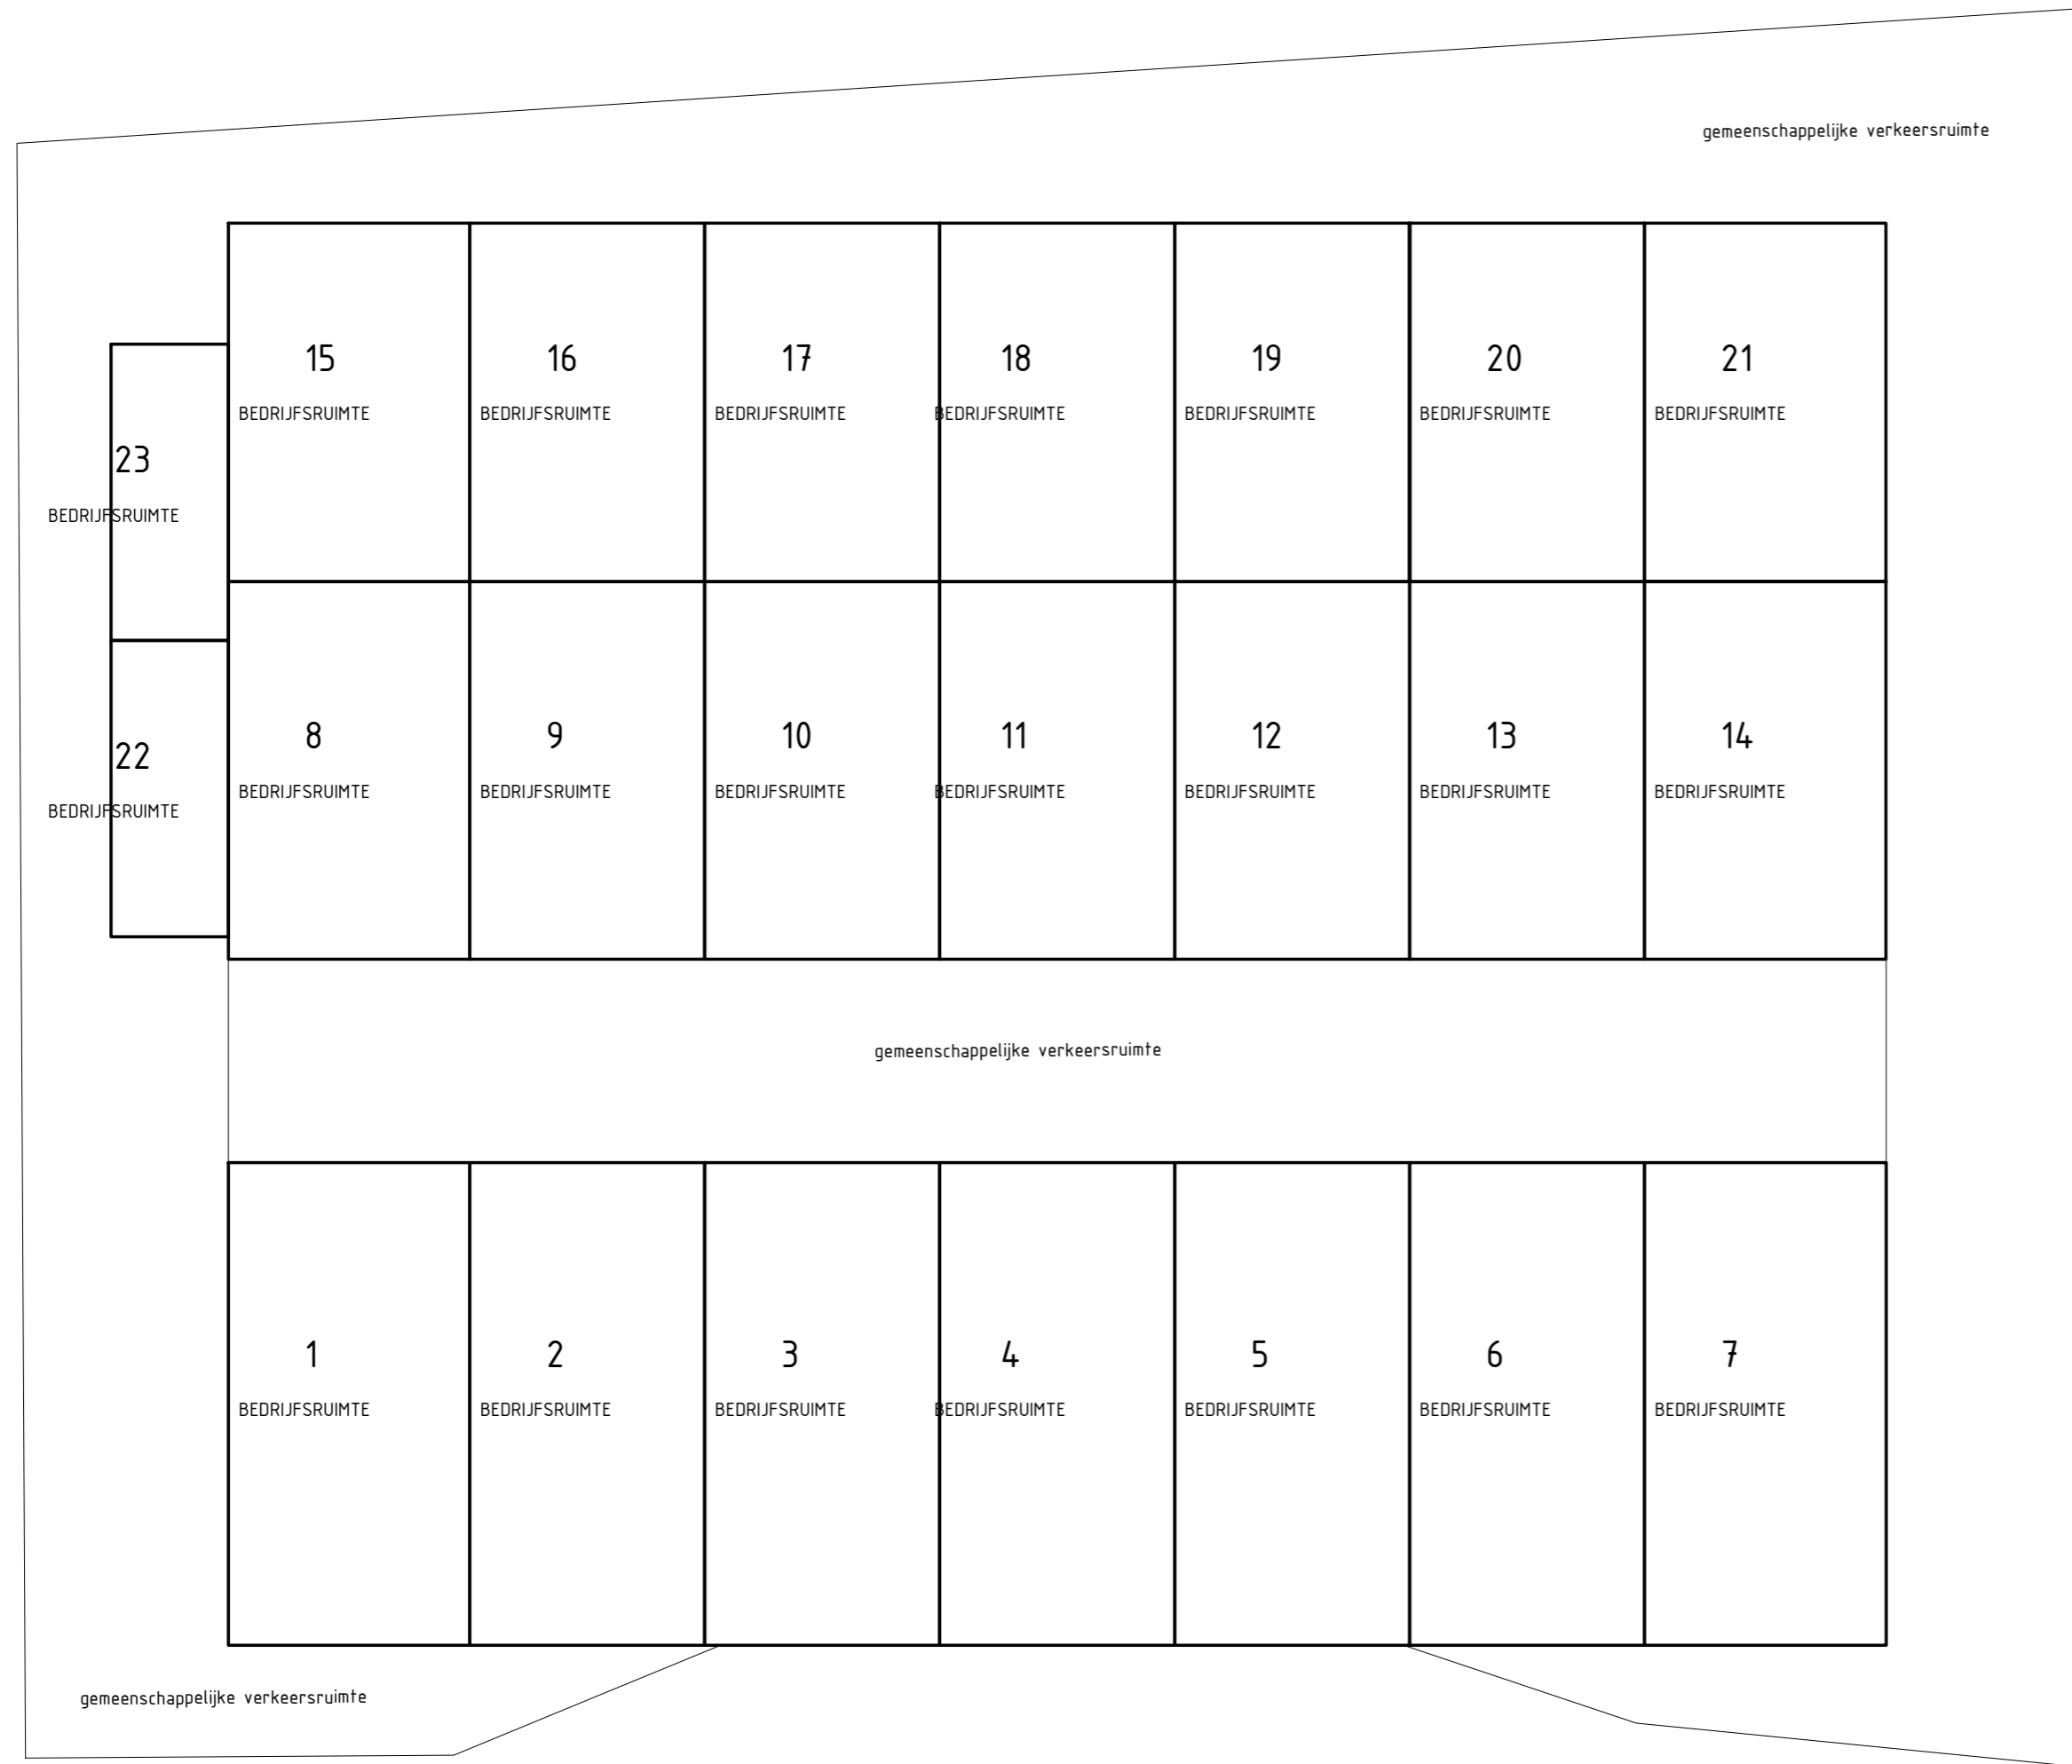 gemeenschappelijke verkeersruimte
15 16 17 18 19 20 21
BEDRIJFSRUIMTE BEDRIJFSRUIMTE BEDRIJFSRUIMTE BEDRIJFSRUIMTE BEDRIJFSRUIMTE BEDRIJFSRUIMTE BEDRIJFSRUIMTE
23
BEDRIJFSRUIMTE
8 9 10 11 12 13 14
22
BEDRIJFSRUIMTE BEDRIJFSRUIMTE BEDRIJFSRUIMTE BEDRIJFSRUIMTE BEDRIJFSRUIMTE BEDRIJFSRUIMTE BEDRIJFSRUIMTE
BEDRIJFSRUIMTE
gemeenschappelijke verkeersruimte
1 2 3 4 5 6 7
BEDRIJFSRUIMTE BEDRIJFSRUIMTE BEDRIJFSRUIMTE BEDRIJFSRUIMTE BEDRIJFSRUIMTE BEDRIJFSRUIMTE BEDRIJFSRUIMTE
gemeenschappelijke verkeersruimte